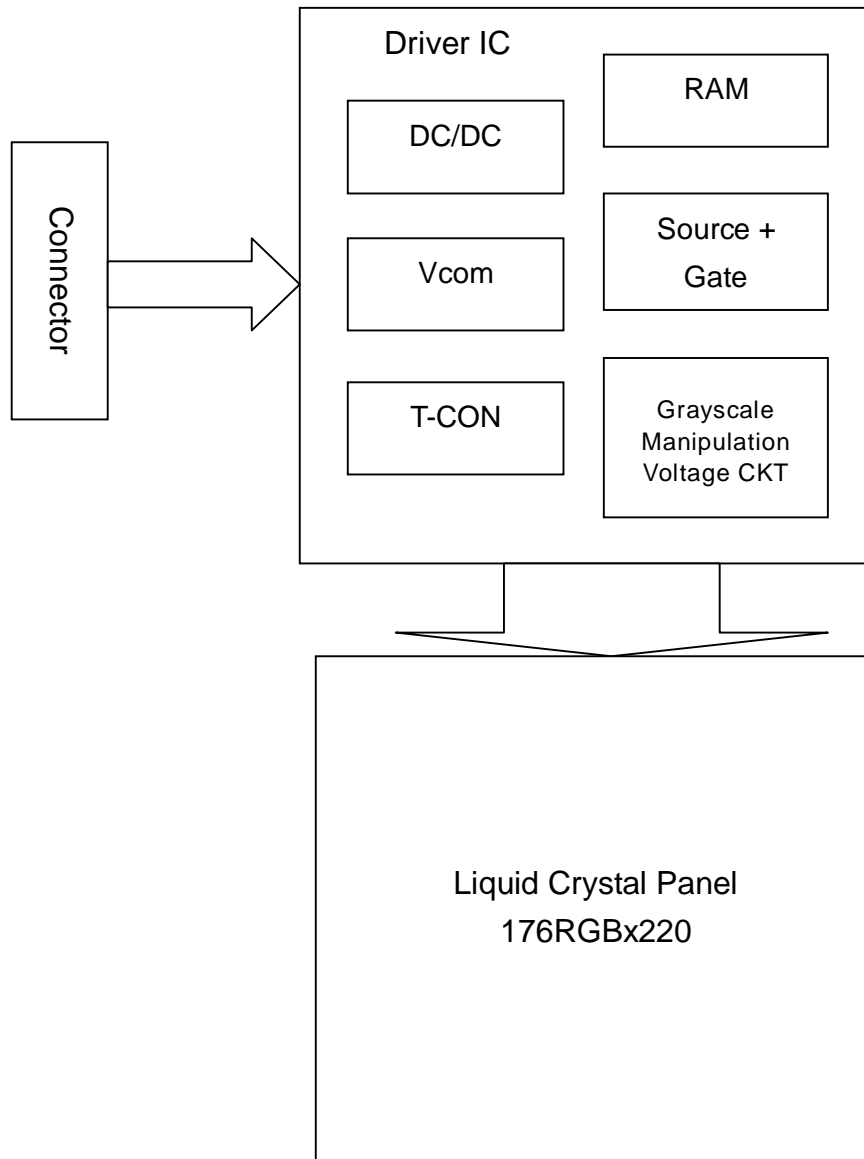 Driver IC
RAM
DC/DC
Connector
Source +
Gate
Vcom
T-CON
Grayscale
Manipulation
Voltage CKT
Liquid Crystal Panel
176RGBx220